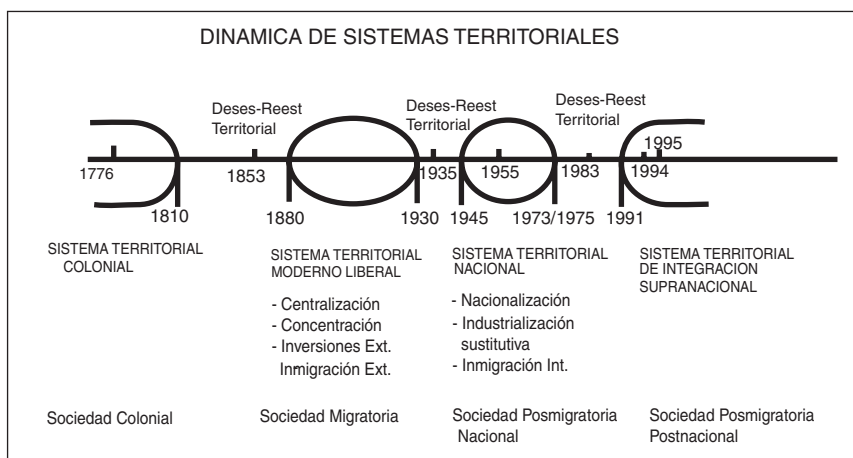 DINAMICA DE SISTEMAS TERRITORIALES
Deses-Reest
Territorial
Deses-Reest
Territorial
Deses-Reest
Territorial
1776
1810
1853
1880
1930
1935
1945
1955
1973/1975
1983
1991
1994
1995
SISTEMA TERRITORIAL
COLONIAL
SISTEMA TERRITORIAL
MODERNO LIBERAL
- Centralización
- Concentración
- Inversiones Ext.
- Inmigración Ext.
SISTEMA TERRITORIAL
NACIONAL
- Nacionalización
- Industrialización
sustitutiva
- Inmigración Int.
SISTEMA TERRITORIAL
DE INTEGRACION
SUPRANACIONAL
Sociedad Colonial
Sociedad Migratoria
Sociedad Posmigratoria
Nacional
Sociedad Posmigratoria
Postnacional